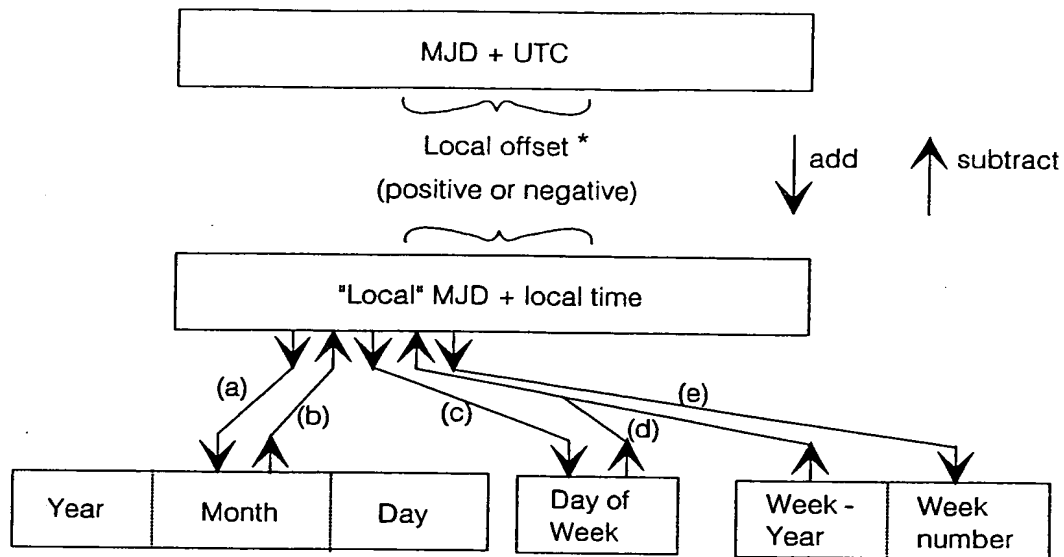 MJD + UTC
Local offset *
(positive or negative)
add
subtract
"Local" MJD + local time
(a)
(b)
(c)
(d)
(e)
Year
Month
Day
Day of
Week
Week -
Year
Week
number